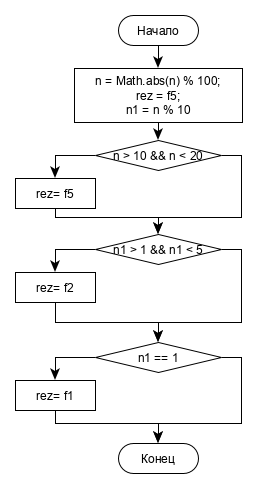 Начало
n = Math.abs(n) % 100;
rez = f5;
n1 = n % 10
n > 10 && n < 20
rez= f5
n1 > 1 && n1 < 5
rez= f2
n1 == 1
rez= f1
Конец